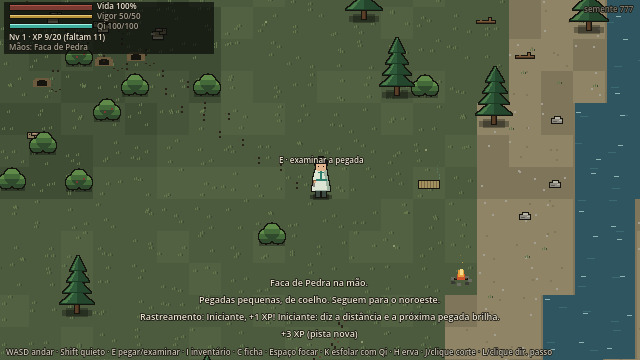 Vida 100%
Vigor 50/50
Qi 100/100
Nv 1 · XP 9/20 (faltam 11)
Mãos: Faca de Pedra
semente 777
E · examinar a pegada
Faca de Pedra na mão.
Pegadas pequenas, de coelho. Seguem para o noroeste.
Rastreamento: Iniciante, +1 XP! Iniciante: diz a distância e a próxima pegada brilha.
+3 XP (pista nova)
WASD andar · Shift quieto · E pegar/examinar · I inventário · C ficha · Espaço focar · K esfolar com Qi · H erva · J/clique corte · L/clique dir. passo